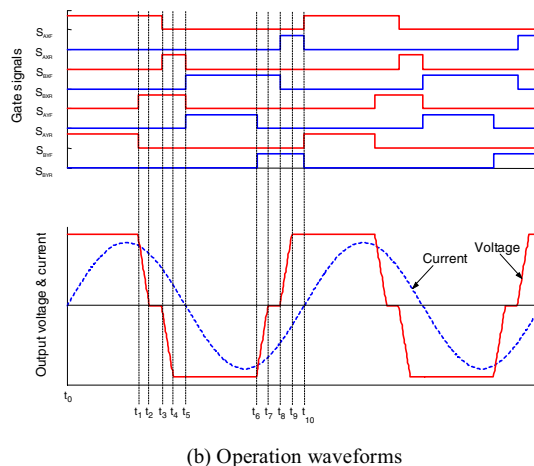 Gate signals
S_AXF
S_AXR
S_BXF
S_BXR
S_AYF
S_AYR
S_BYF
S_BYR
Output voltage & current
Current
Voltage
t0
t1 t2 t3 t4 t5 t6 t7 t8 t9 t10
(b) Operation waveforms